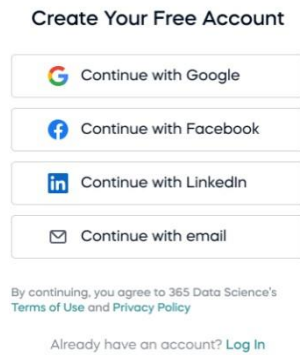 Create Your Free Account
Continue with Google
Continue with Facebook
in Continue with LinkedIn
Continue with email
By continuing, you agree to 365 Data Science's
Terms of Use and Privacy Policy
Already have an account? Log In